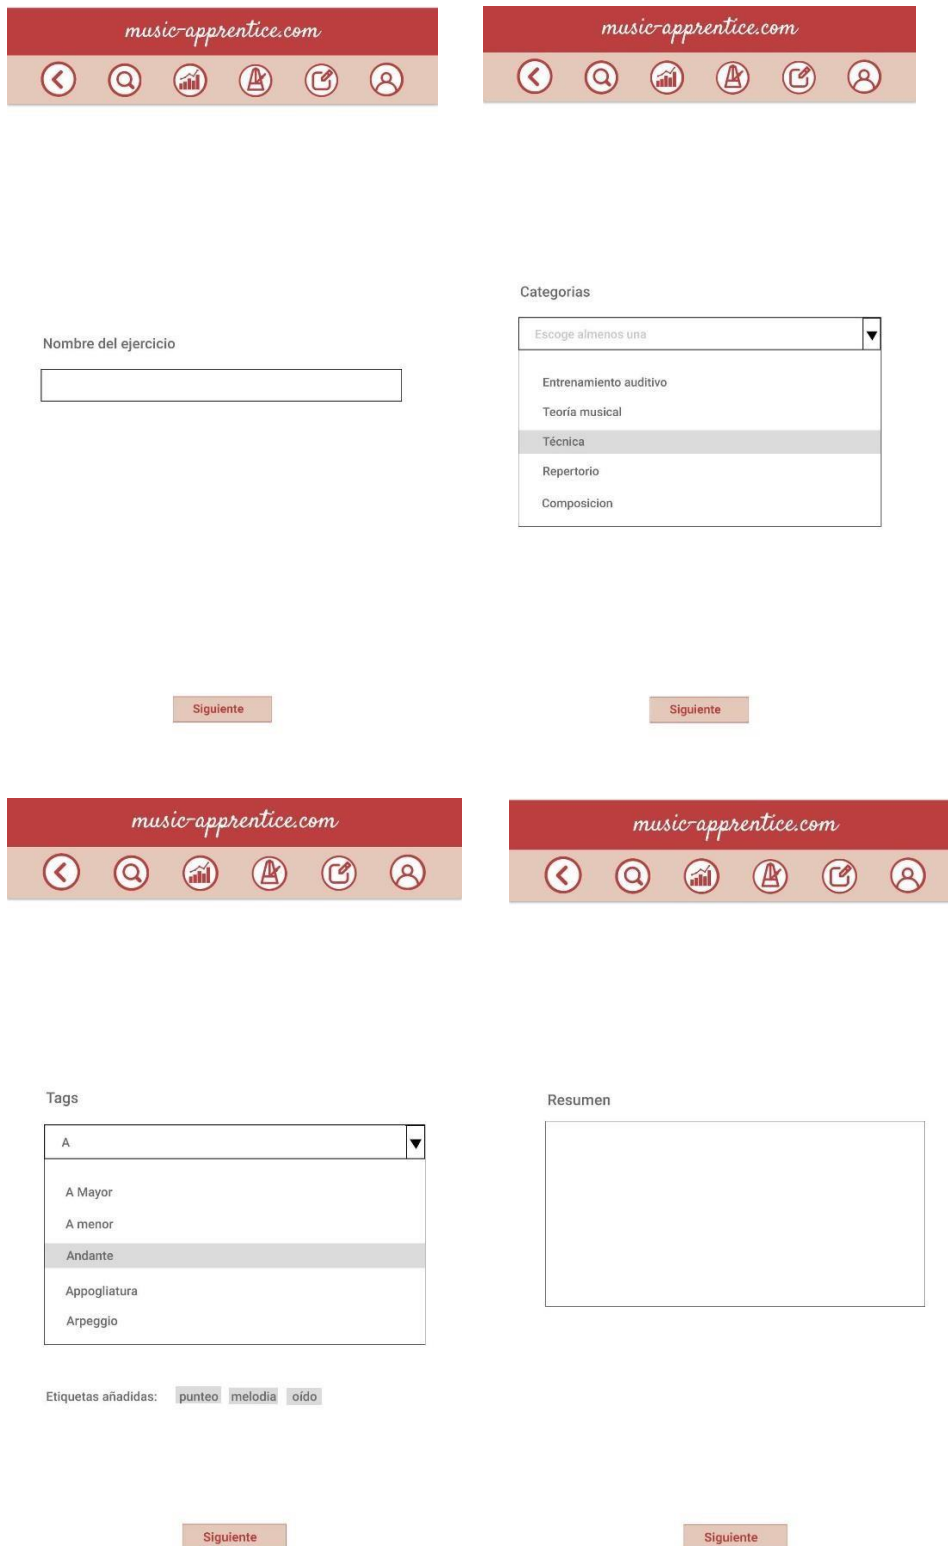 music-apprentice.com
Nombre del ejercicio
Siguiente
music-apprentice.com
Categorias
Escoge almenos una
Entrenamiento auditivo
Teoría musical
Técnica
Repertorio
Composicion
Siguiente
music-apprentice.com
Tags
A
A Mayor
A menor
Andante
Appogliatura
Arpeggio
Etiquetas añadidas: punteo melodia oído
Siguiente
music-apprentice.com
Resumen
Siguiente